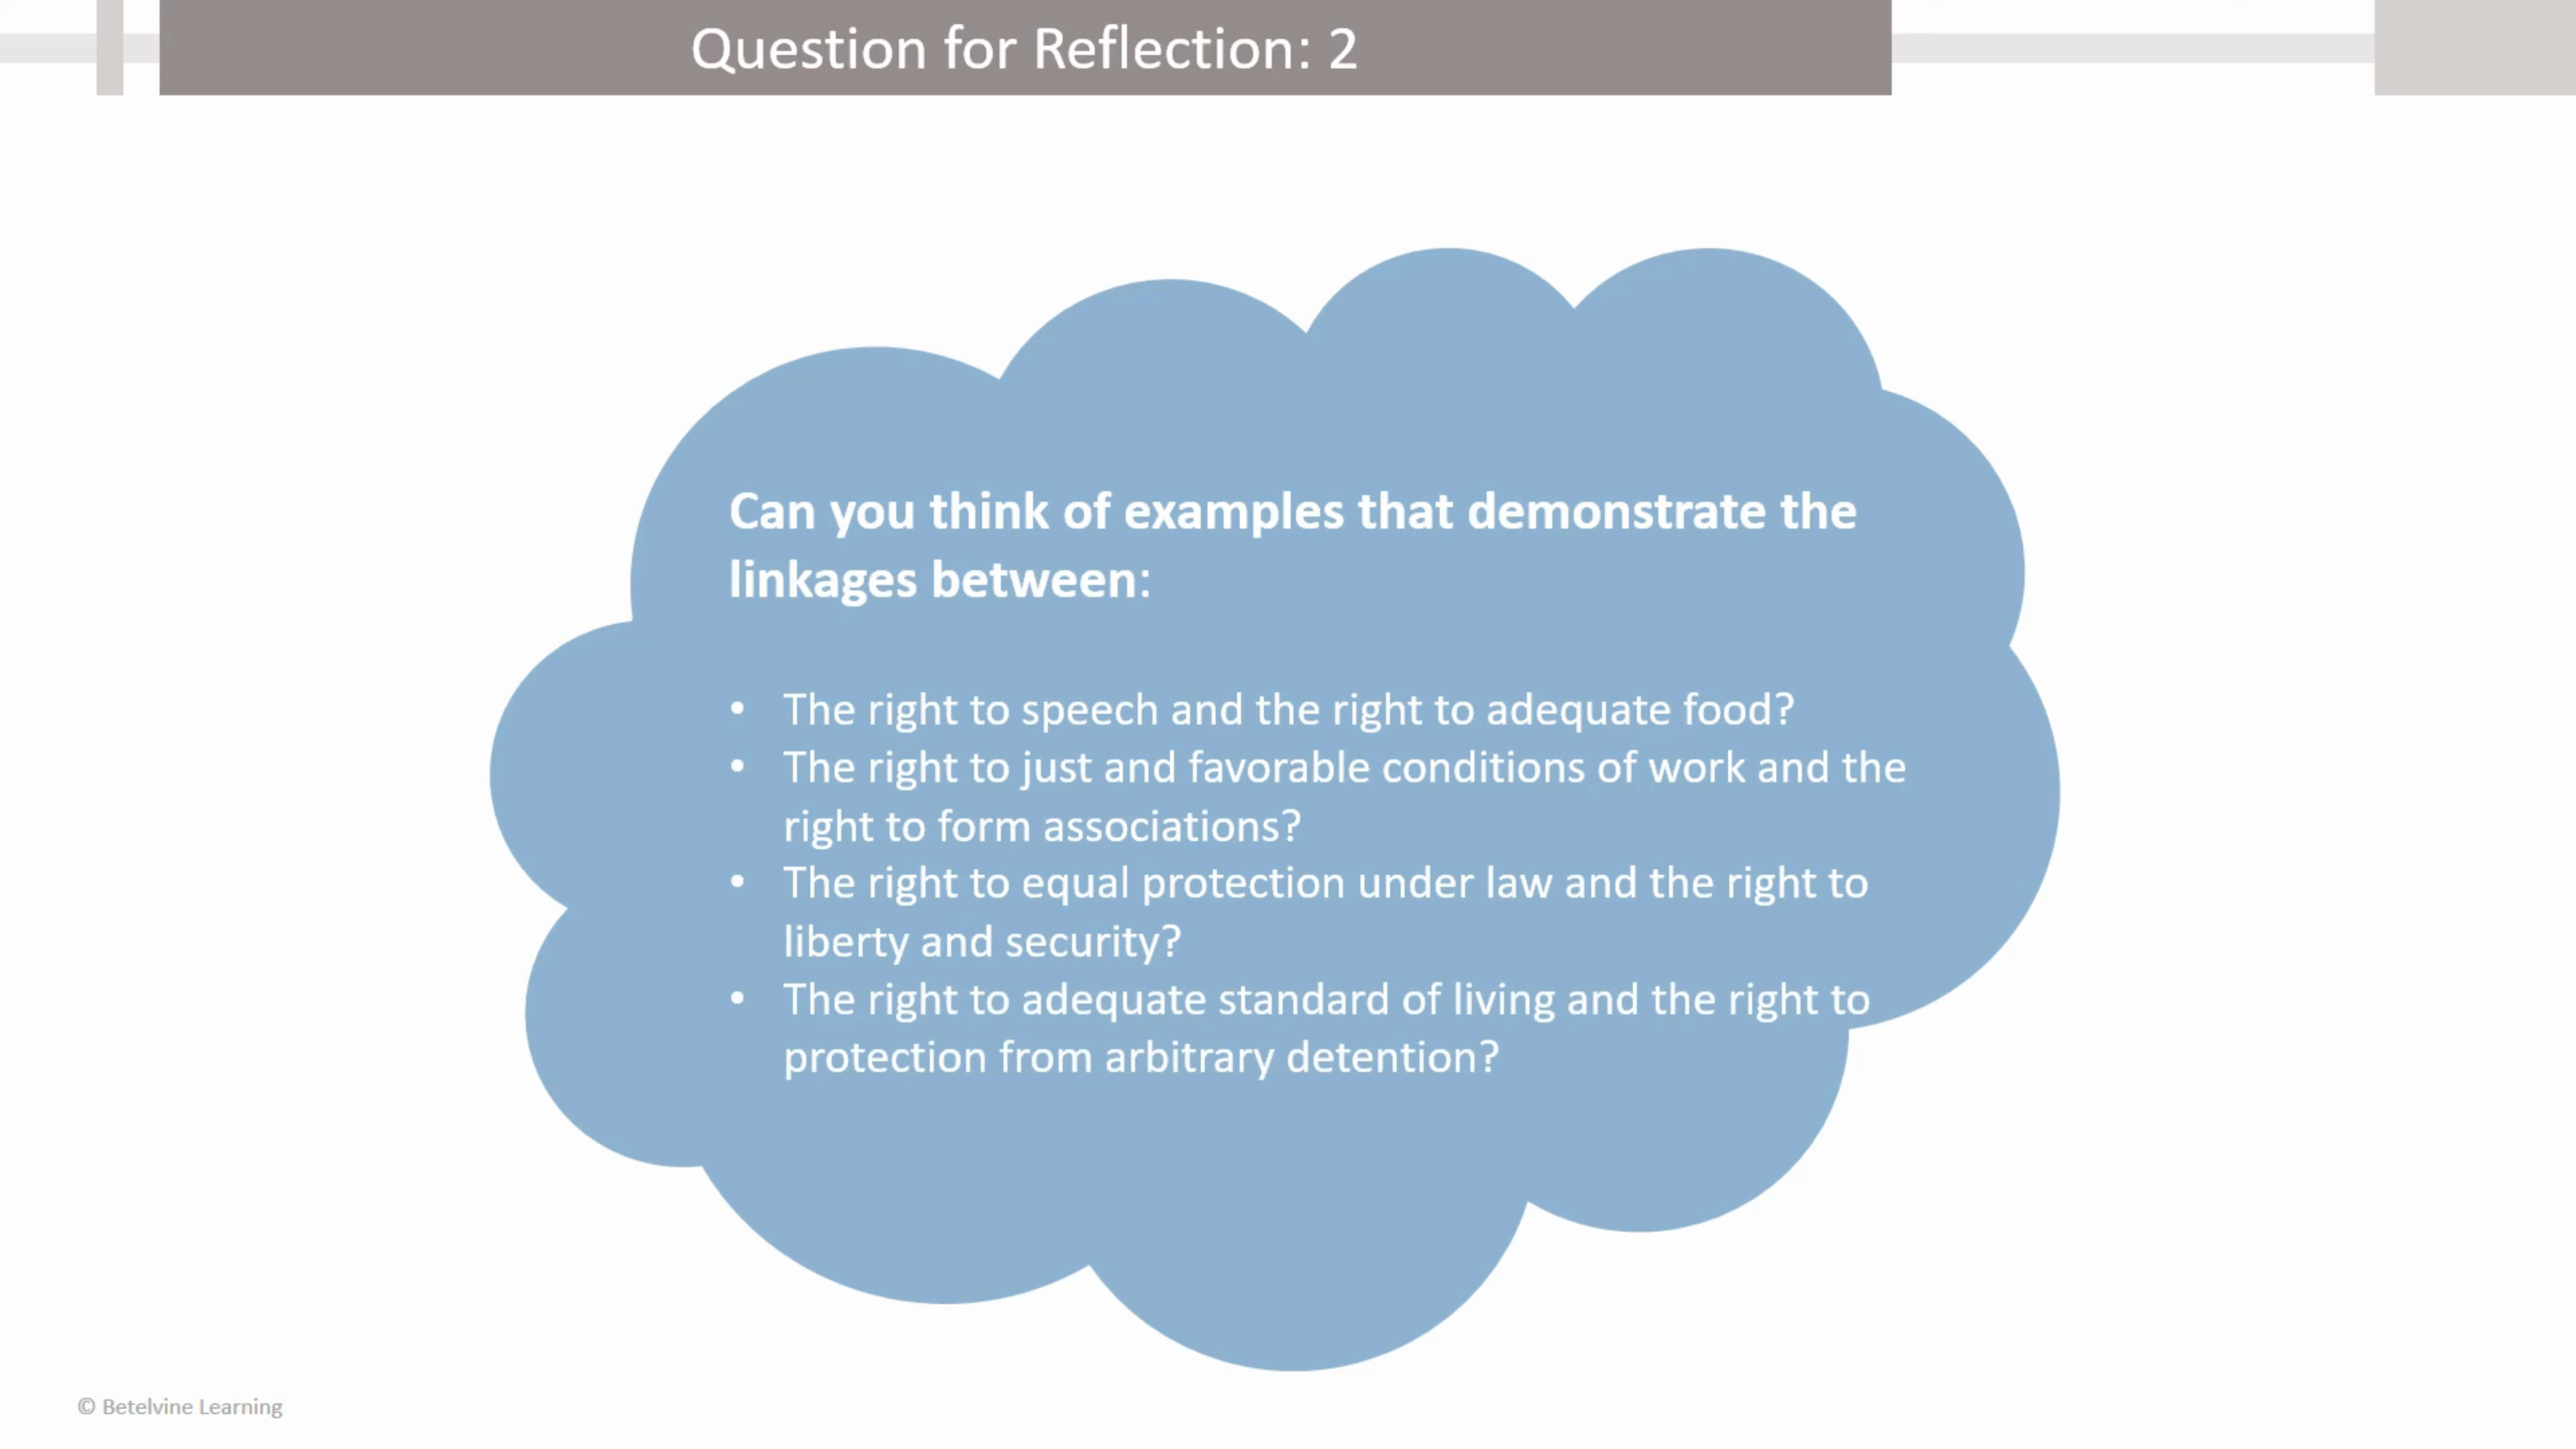 Question for Reflection: 2
Can you think of examples that demonstrate the
linkages between:
• The right to speech and the right to adequate food?
• The right to just and favorable conditions of work and the
right to form associations?
• The right to equal protection under law and the right to
liberty and security?
• The right to adequate standard of living and the right to
protection from arbitrary detention?
© Betelvine Learning